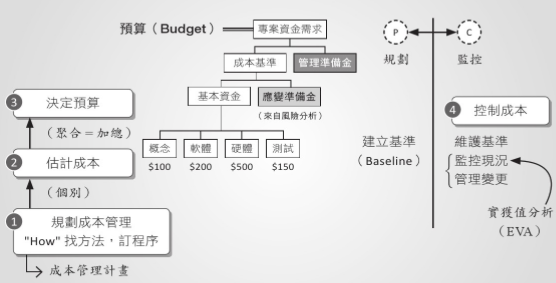 預算（Budget）
專案資金需求
成本基準
管理準備金
基本資金
應變準備金
（來自風險分析）
概念
軟體
硬體
測試
$100
$200
$500
$150
3
決定預算
（聚合＝加總）
2
估計成本
（個別）
1
規劃成本管理
"How" 找方法，訂程序
成本管理計畫
P
C
規劃
監控
建立基準
（Baseline）
4
控制成本
維護基準
監控現況
管理變更
實獲值分析
（EVA）